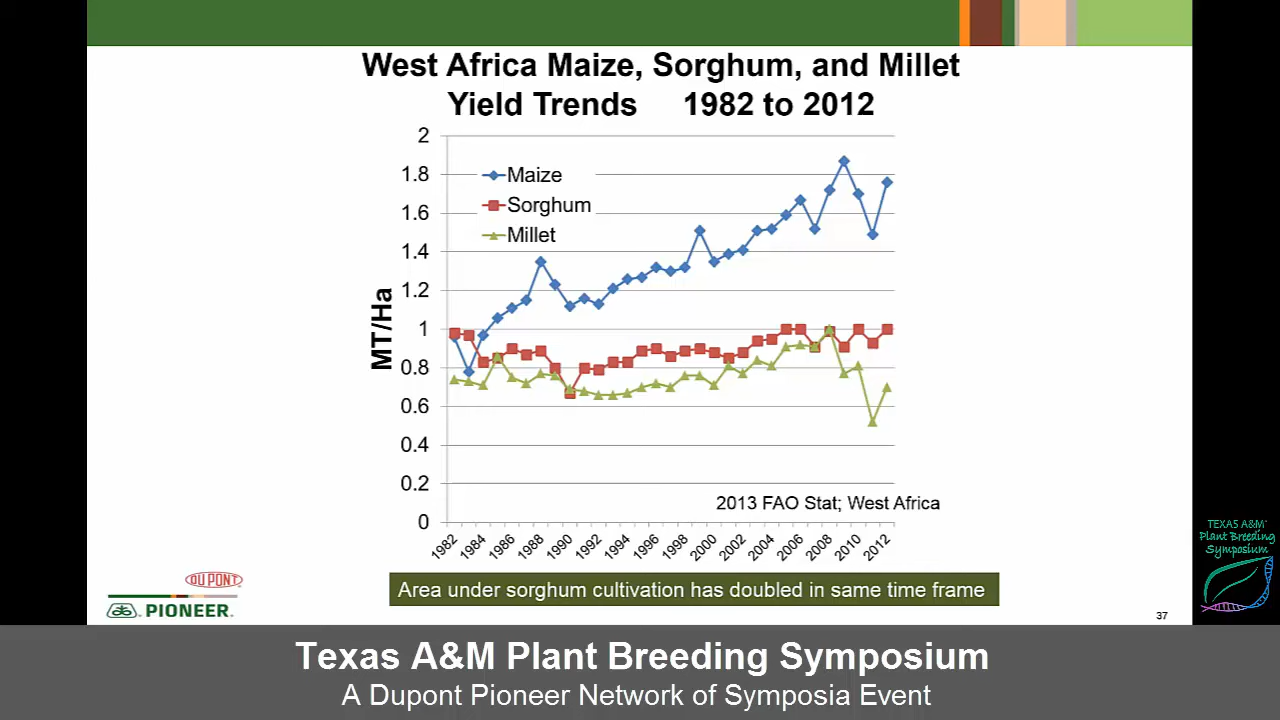 West Africa Maize, Sorghum, and Millet
Yield Trends 1982 to 2012
2
1.8
1.6
1.4
1.2
1
0.8
0.6
0.4
0.2
0
MT/Ha
Maize
Sorghum
Millet
2013 FAO Stat; West Africa
1982 1984 1986 1988 1990 1992 1994 1996 1998 2000 2002 2004 2006 2008 2010 2012
Area under sorghum cultivation has doubled in same time frame
DUPONT
PIONEER.
37
TEXAS A&M
Plant Breeding
Symposium
Texas A&M Plant Breeding Symposium
A Dupont Pioneer Network of Symposia Event